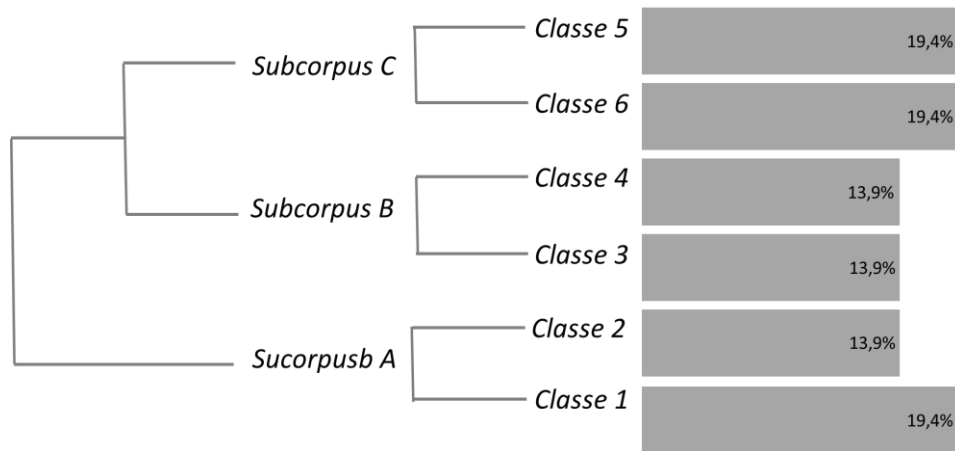 Classe 5
19,4%
Subcorpus C
Classe 6
19,4%
Classe 4
13,9%
Subcorpus B
Classe 3
13,9%
Classe 2
13,9%
Sucorpusb A
Classe 1
19,4%